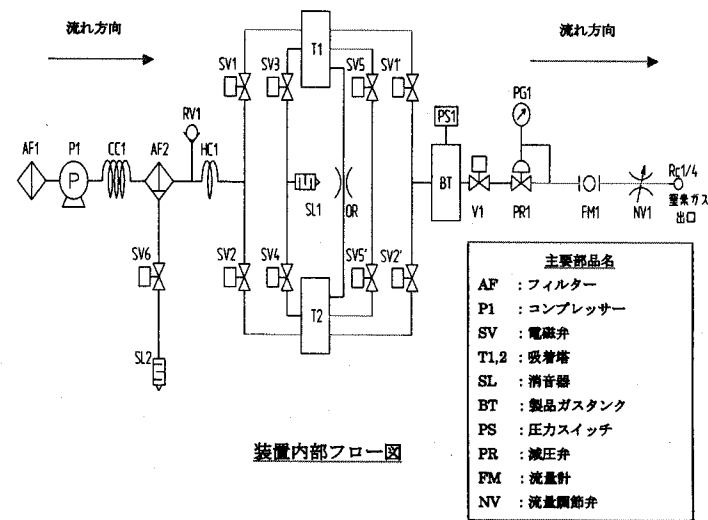 流れ方向
流れ方向
T1
SV1
SV3
SV5
SV1'
RV1
PS1
PG1
AF1
P1
CC1
AF2
HC1
P
SL1
OR
BT
V1
PR1
FM1
NV1
Rc1/4
窒素ガス
出口
SV6
SV2
SV4
SV5'
SV2'
T2
SL2
装置内部フロー図
主要部品名
AF :フィルター
P1 :コンプレッサー
SV :電磁弁
T1,2 :吸着塔
SL :消音器
BT :製品ガスタンク
PS :圧力スイッチ
PR :減圧弁
FM :流量計
NV :流量調節弁